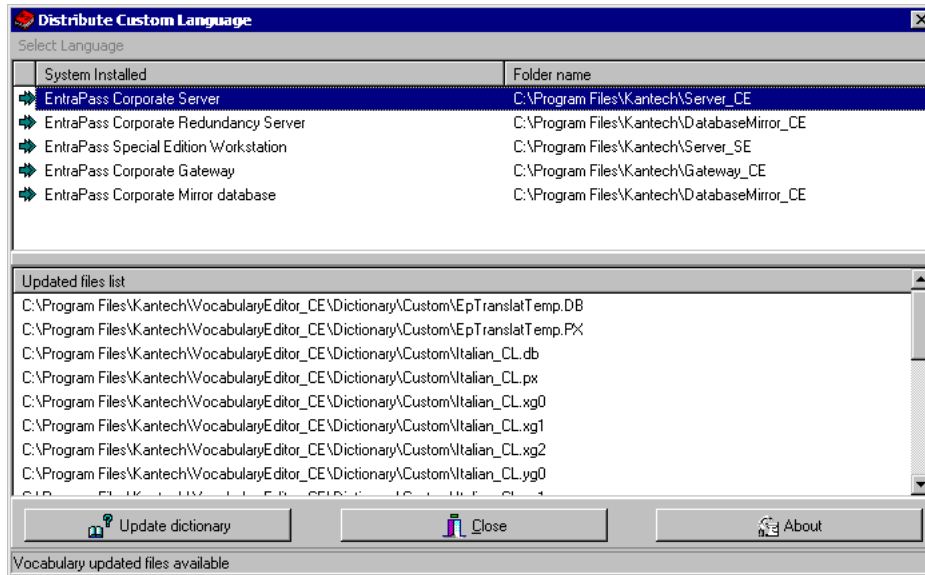 Distribute Custom Language
Select Language
System Installed Folder name
EntraPass Corporate Server C:\Program Files\Kantech\Server_CE
EntraPass Corporate Redundancy Server C:\Program Files\Kantech\DatabaseMirror_CE
EntraPass Special Edition Workstation C:\Program Files\Kantech\Server_SE
EntraPass Corporate Gateway C:\Program Files\Kantech\Gateway_CE
EntraPass Corporate Mirror database C:\Program Files\Kantech\DatabaseMirror_CE
Updated files list
C:\Program Files\Kantech\VocabularyEditor_CE\Dictionary\Custom\EpTranslatTemp.DB
C:\Program Files\Kantech\VocabularyEditor_CE\Dictionary\Custom\EpTranslatTemp.PX
C:\Program Files\Kantech\VocabularyEditor_CE\Dictionary\Custom\Italian_CL.db
C:\Program Files\Kantech\VocabularyEditor_CE\Dictionary\Custom\Italian_CL.px
C:\Program Files\Kantech\VocabularyEditor_CE\Dictionary\Custom\Italian_CL.xg0
C:\Program Files\Kantech\VocabularyEditor_CE\Dictionary\Custom\Italian_CL.xg1
C:\Program Files\Kantech\VocabularyEditor_CE\Dictionary\Custom\Italian_CL.xg2
C:\Program Files\Kantech\VocabularyEditor_CE\Dictionary\Custom\Italian_CL.yg0
Update dictionary Close About
Vocabulary updated files available